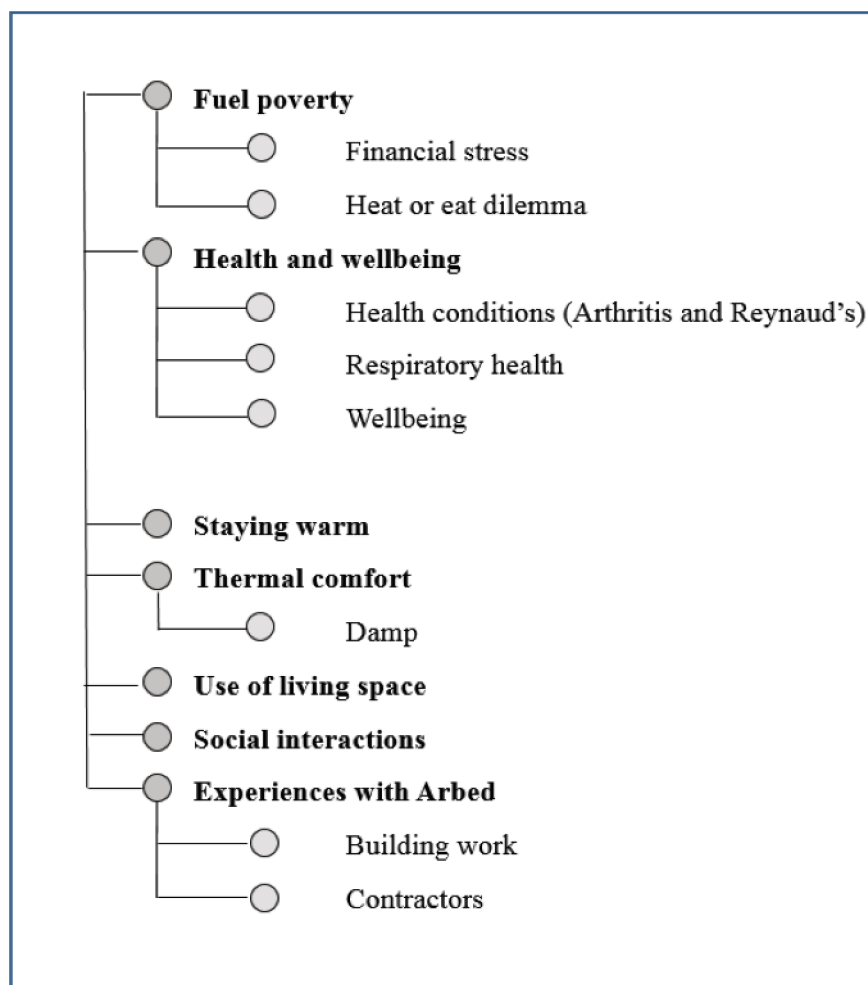 Fuel poverty
Financial stress
Heat or eat dilemma
Health and wellbeing
Health conditions (Arthritis and Reynaud’s)
Respiratory health
Wellbeing
Staying warm
Thermal comfort
Damp
Use of living space
Social interactions
Experiences with Arbed
Building work
Contractors